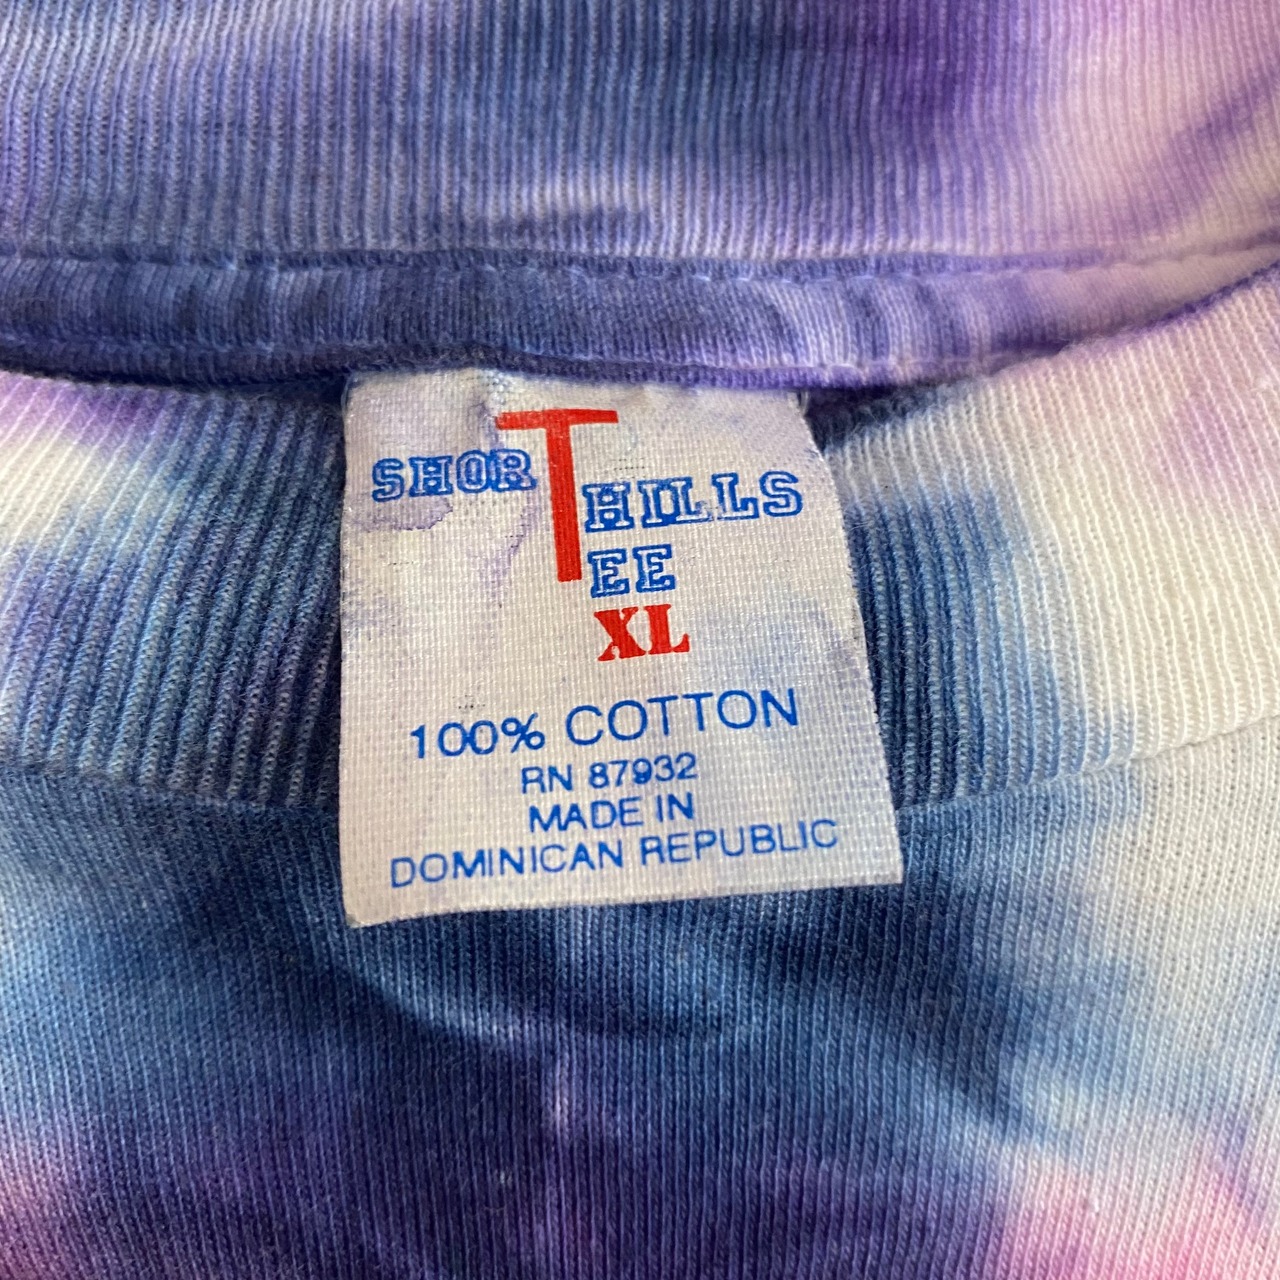 SHORT HILLS
TEE
XL
100% COTTON
RN 87932
MADE IN
DOMINICAN REPUBLIC